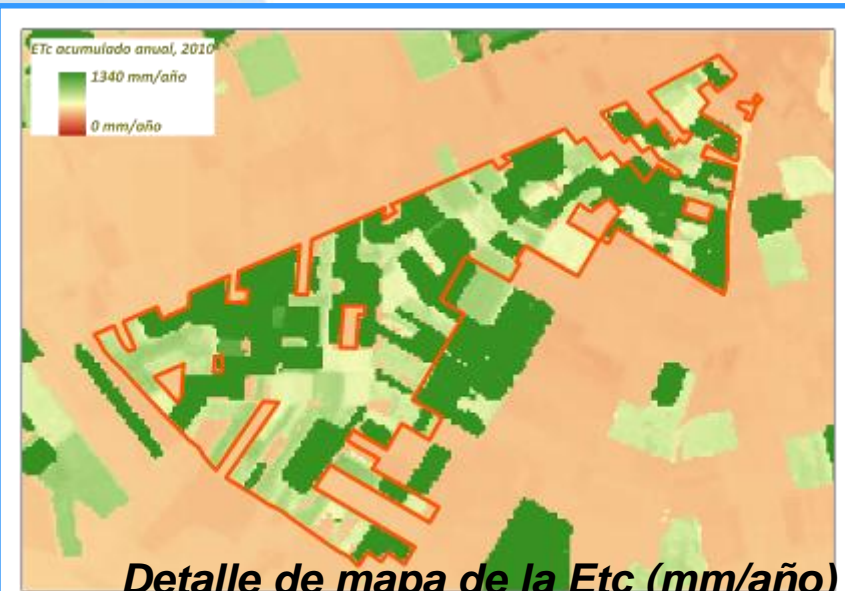 ETc acumulado anual, 2010
1340 mm/año
0 mm/año
Detalle de mapa de la Etc (mm/año)